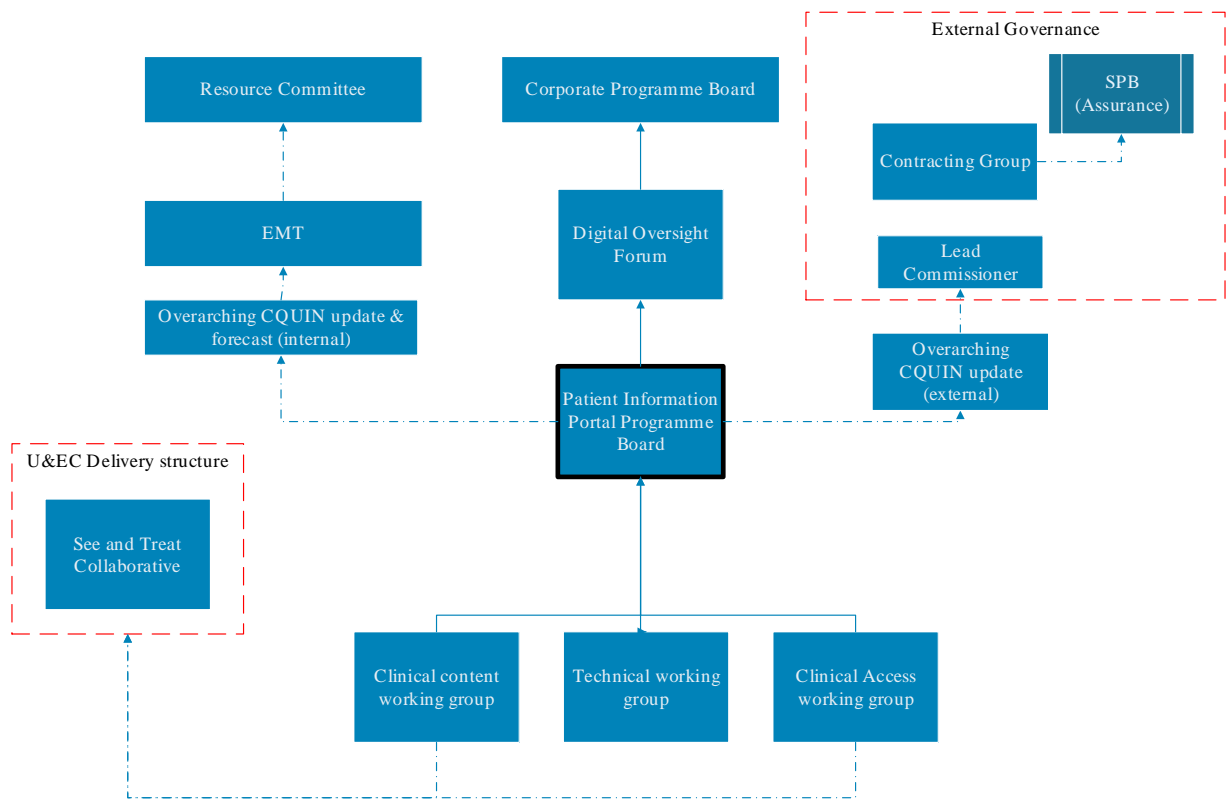 External Governance
Resource Committee
Corporate Programme Board
SPB
(Assurance)
Contracting Group
EMT
Digital Oversight
Forum
Lead
Commissioner
Overarching CQUIN update &
forecast (internal)
Overarching
CQUIN update
(external)
Patient Information
Portal Programme
Board
U&EC Delivery structure
See and Treat
Collaborative
Clinical content
working group
Technical working
group
Clinical Access
working group